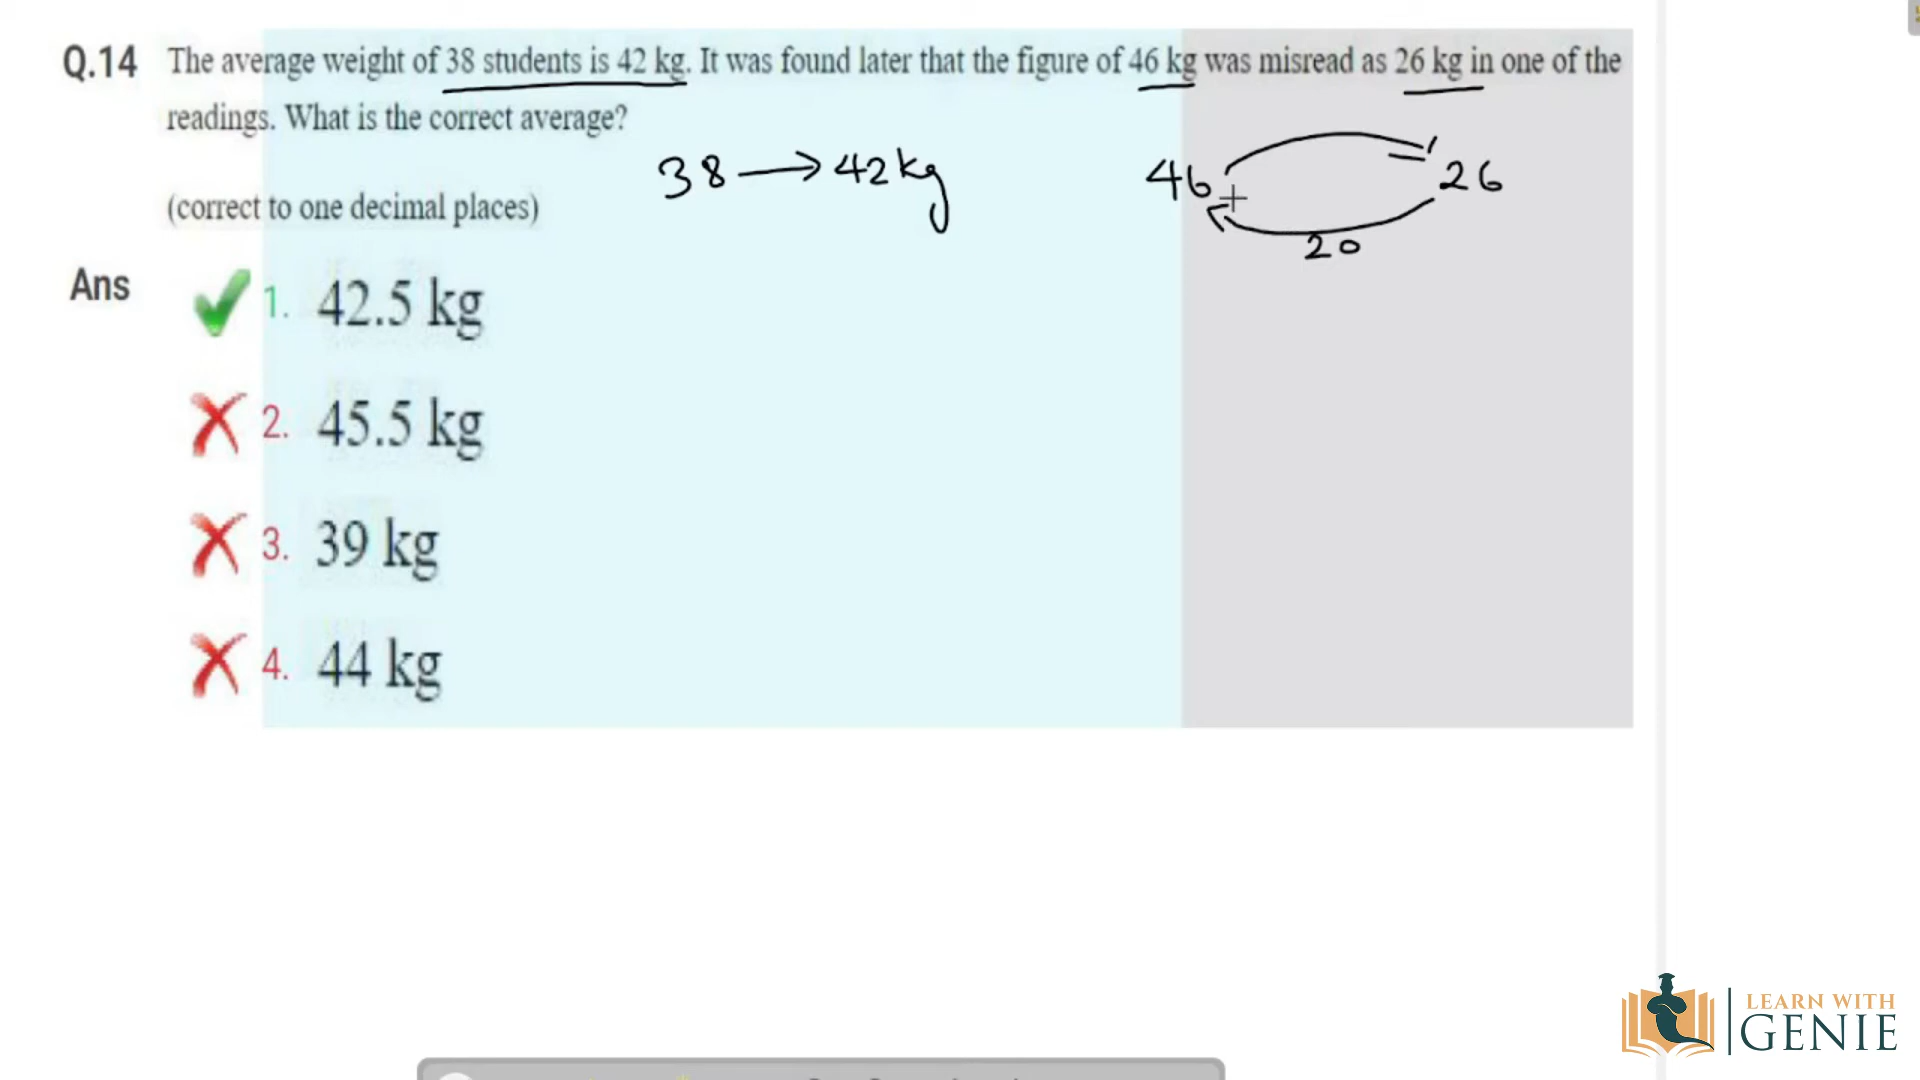 Q.14 The average weight of 38 students is 42 kg. It was found later that the figure of 46 kg was misread as 26 kg in one of the
readings. What is the correct average?
38 → 42 kg
46 26
20
(correct to one decimal places)
Ans
1. 42.5 kg
2. 45.5 kg
3. 39 kg
4. 44 kg
LEARN WITH
GENIE